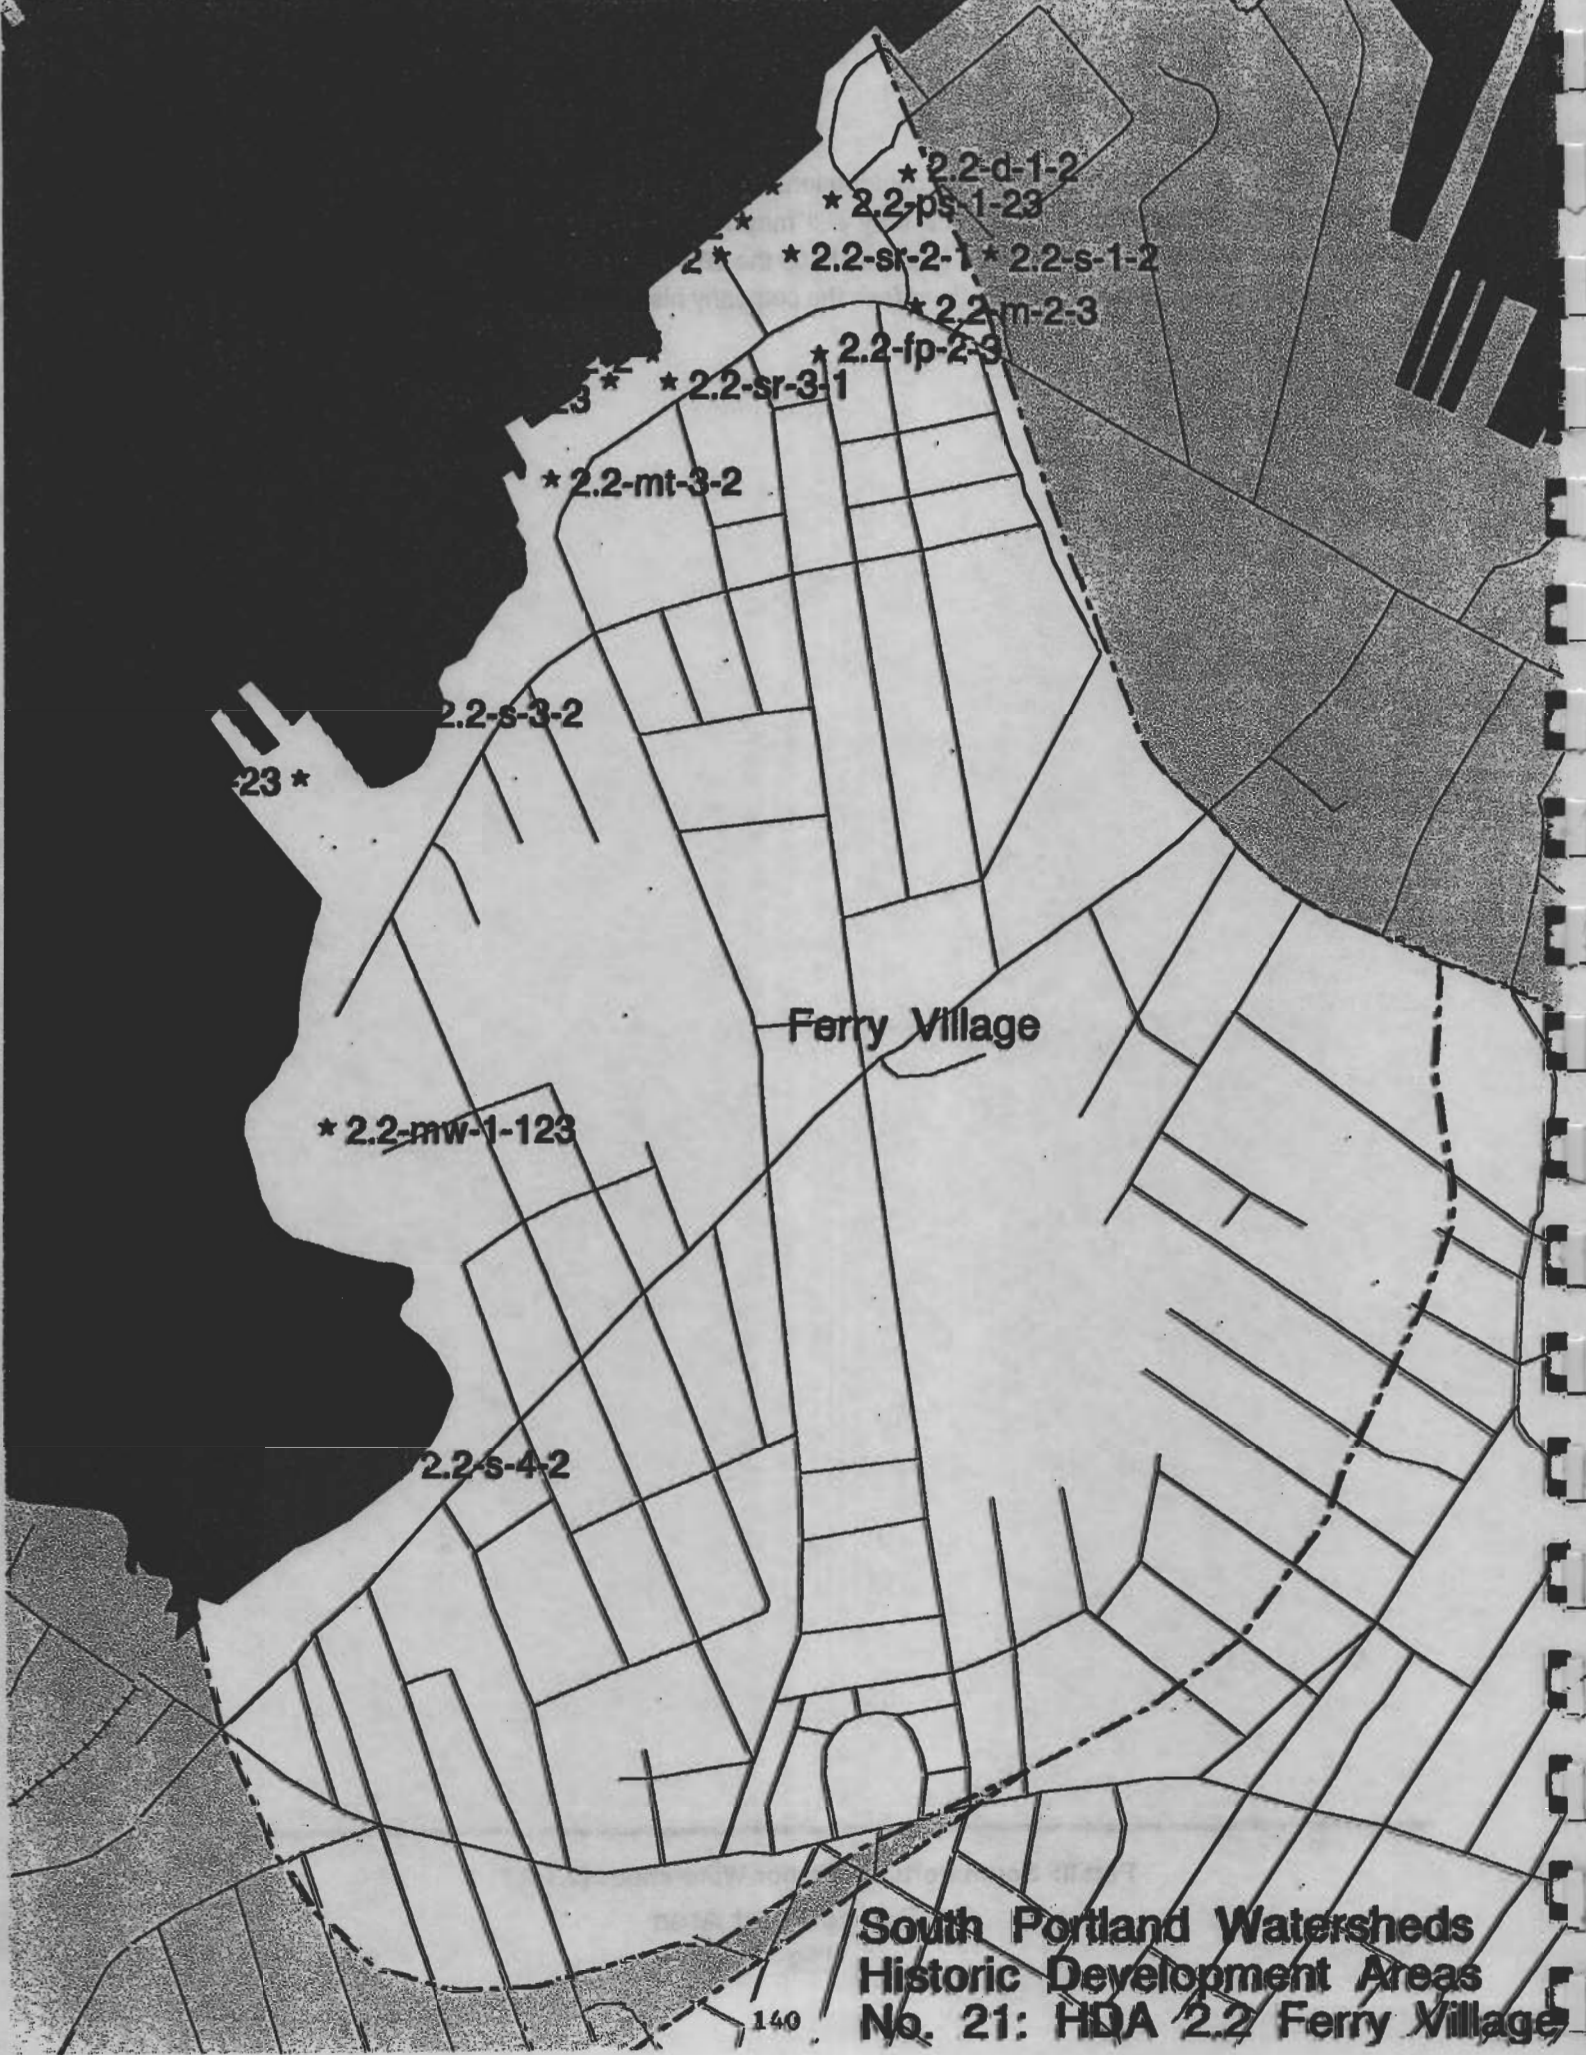 2.2-d-1-2
2.2-ps-1-23
2.2-sr-2-1
2.2-s-1-2
2
2.2-m-2-3
2.2-fp-2-3
2.2-sr-3-1
23
2.2-mt-3-2
2.2-s-3-2
-23
Ferry Village
2.2-mw-1-123
2.2-s-4-2
South Portland Watersheds
Historic Development Areas
No. 21: HDA 2.2 Ferry Village
140